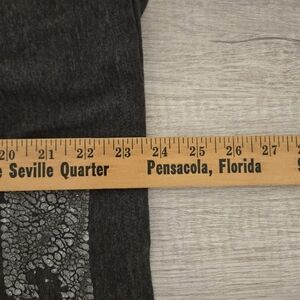 20 21 22 23 24 25 26 27
Seville Quarter Pensacola, Florida